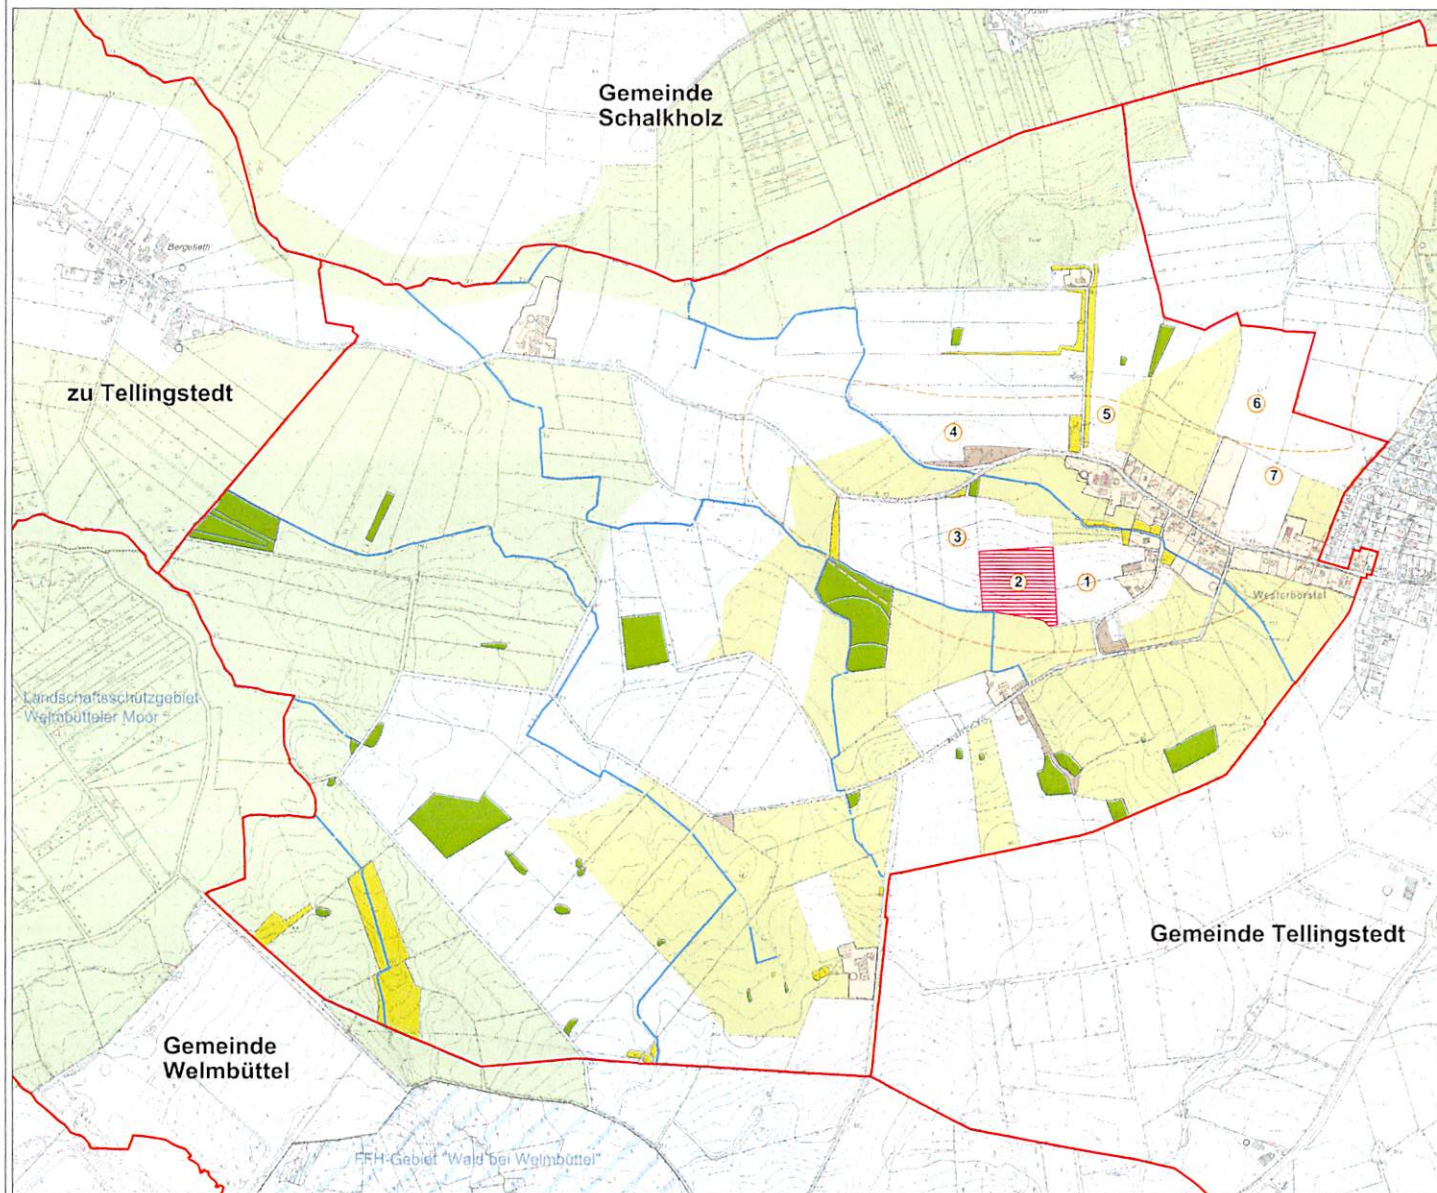 Gemeinde
Schalkholz
Bergelieth
zu Tellingstedt
6
5
4
7
3
2
1
Westerborstel
Landschaftsschutzgebiet
Welmbütteler Moor
Gemeinde Tellingstedt
Gemeinde
Welmbüttel
FFH-Gebiet "Wald bei Welmbüttel"